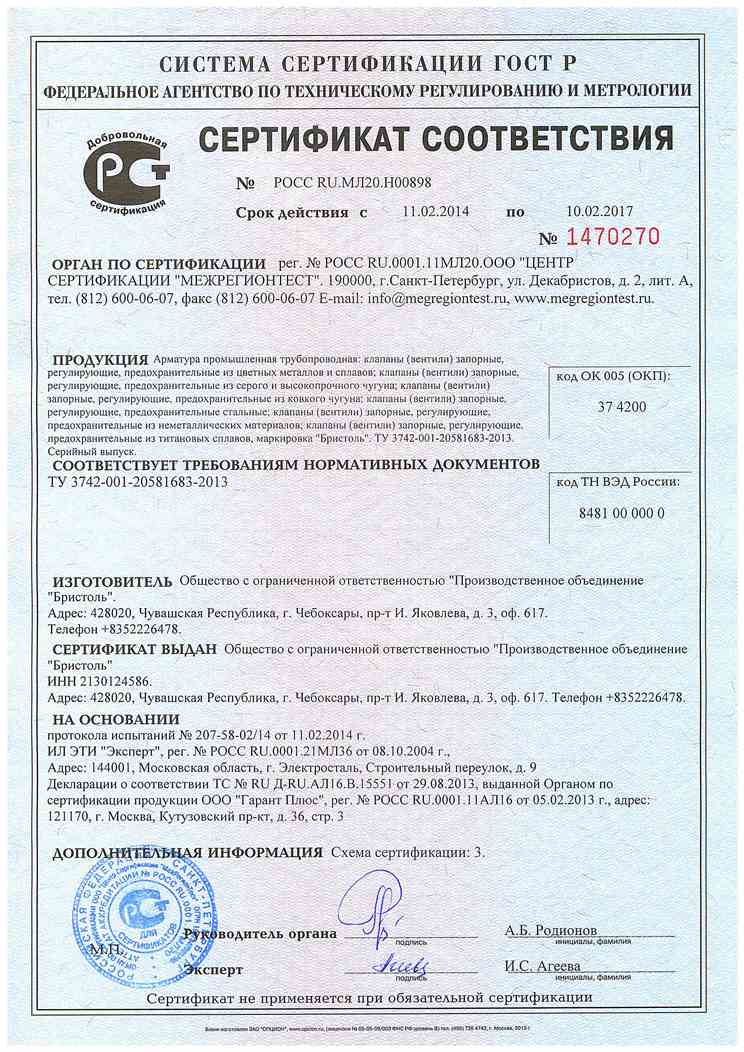 СИСТЕМА СЕРТИФИКАЦИИ ГОСТ Р
ФЕДЕРАЛЬНОЕ АГЕНТСТВО ПО ТЕХНИЧЕСКОМУ РЕГУЛИРОВАНИЮ И МЕТРОЛОГИИ
Добровольная
РСТ
сертификация
СЕРТИФИКАТ СООТВЕТСТВИЯ
№ РОСС RU.МЛ20.Н00898
Срок действия с 11.02.2014 по 10.02.2017
№ 1470270
ОРГАН ПО СЕРТИФИКАЦИИ рег. № РОСС RU.0001.11МЛ20.ООО "ЦЕНТР
СЕРТИФИКАЦИИ "МЕЖРЕГИОНТЕСТ". 190000, г.Санкт-Петербург, ул. Декабристов, д. 2, лит. А,
тел. (812) 600-06-07, факс (812) 600-06-07 E-mail: info@megregiontest.ru, www.megregiontest.ru.
ПРОДУКЦИЯ Арматура промышленная трубопроводная: клапаны (вентили) запорные,
регулирующие, предохранительные из цветных металлов и сплавов; клапаны (вентили) запорные,
регулирующие, предохранительные из серого и высокопрочного чугуна; клапаны (вентили)
запорные, регулирующие, предохранительные из ковкого чугуна; клапаны (вентили) запорные,
регулирующие, предохранительные стальные; клапаны (вентили) запорные, регулирующие,
предохранительные из неметаллических материалов; клапаны (вентили) запорные, регулирующие,
предохранительные из титановых сплавов, маркировка "Бристоль". ТУ 3742-001-20581683-2013.
Серийный выпуск.
код ОК 005 (ОКП):
37 4200
СООТВЕТСТВУЕТ ТРЕБОВАНИЯМ НОРМАТИВНЫХ ДОКУМЕНТОВ
ТУ 3742-001-20581683-2013
код ТН ВЭД России:
8481 00 000 0
ИЗГОТОВИТЕЛЬ Общество с ограниченной ответственностью "Производственное объединение
"Бристоль".
Адрес: 428020, Чувашская Республика, г. Чебоксары, пр-т И. Яковлева, д. 3, оф. 617.
Телефон +8352226478.
СЕРТИФИКАТ ВЫДАН Общество с ограниченной ответственностью "Производственное объединение
"Бристоль"
ИНН 2130124586.
Адрес: 428020, Чувашская Республика, г. Чебоксары, пр-т И. Яковлева, д. 3, оф. 617. Телефон +8352226478.
НА ОСНОВАНИИ
протокола испытаний № 207-58-02/14 от 11.02.2014 г.
ИЛ ЭТИ "Эксперт", рег. № РОСС RU.0001.21МЛ36 от 08.10.2004 г.,
Адрес: 144001, Московская область, г. Электросталь, Строительный переулок, д. 9
Декларации о соответствии ТС № RU Д-RU.АЛ16.В.15551 от 29.08.2013, выданной Органом по
сертификации продукции ООО "Гарант Плюс", рег. № РОСС RU.0001.11АЛ16 от 05.02.2013 г., адрес:
121170, г. Москва, Кутузовский пр-кт, д. 36, стр. 3
ДОПОЛНИТЕЛЬНАЯ ИНФОРМАЦИЯ Схема сертификации: 3.
РОССИЙСКАЯ ФЕДЕРАЦИЯ САНКТ-ПЕТЕРБУРГ
ДЛЯ
СЕРТИФИКАТОВ
М.П.
Руководитель органа
подпись
А.Б. Родионов
инициалы, фамилия
Эксперт
подпись
И.С. Агеева
инициалы, фамилия
Сертификат не применяется при обязательной сертификации